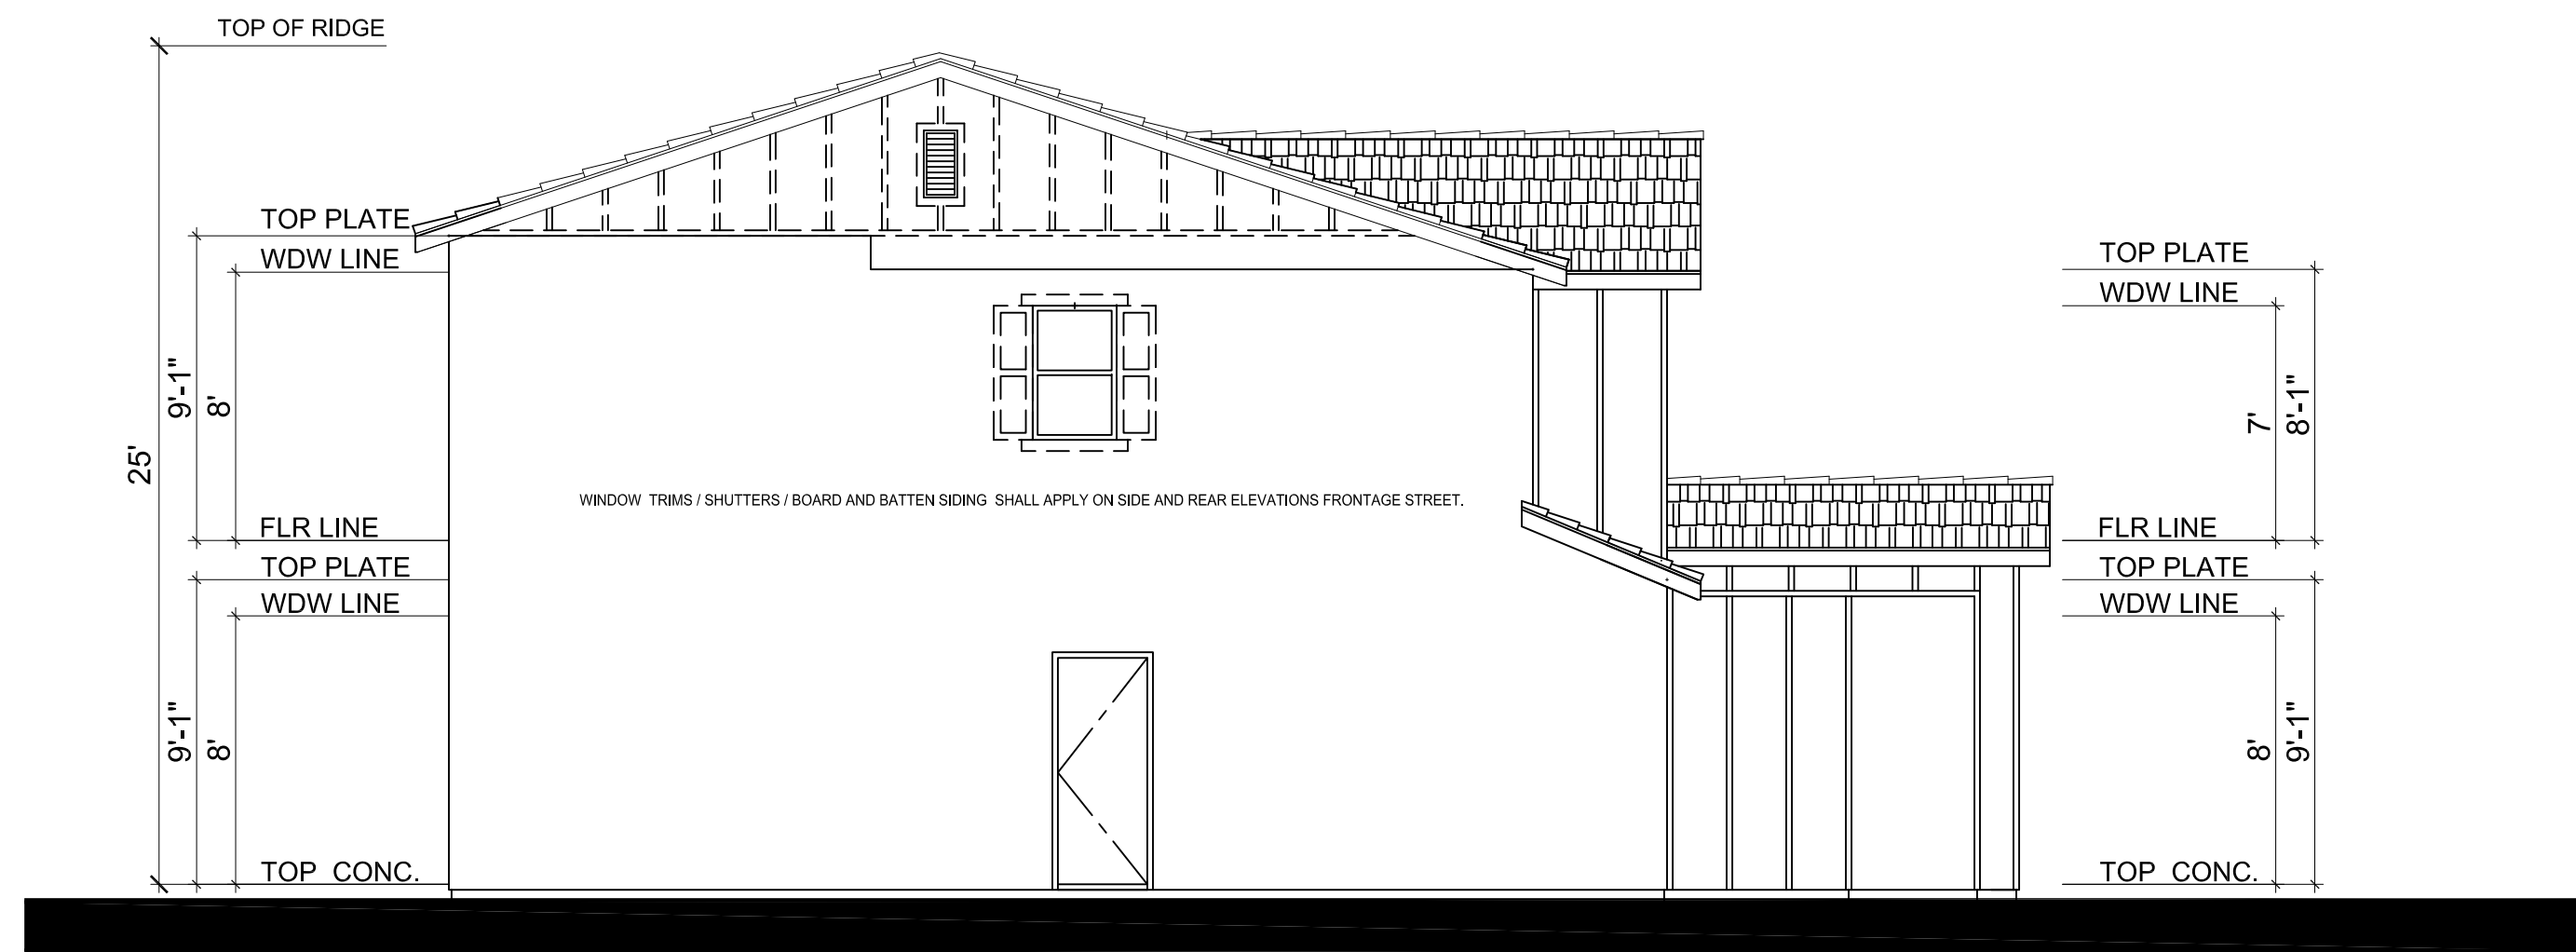 TOP OF RIDGE
TOP PLATE
WDW LINE
9'-1"
8'
25'
FLR LINE
TOP PLATE
WDW LINE
9'-1"
8'
TOP CONC.
WINDOW TRIMS / SHUTTERS / BOARD AND BATTEN SIDING SHALL APPLY ON SIDE AND REAR ELEVATIONS FRONTAGE STREET.
TOP PLATE
WDW LINE
7'
8'-1"
FLR LINE
TOP PLATE
WDW LINE
8'
9'-1"
TOP CONC.